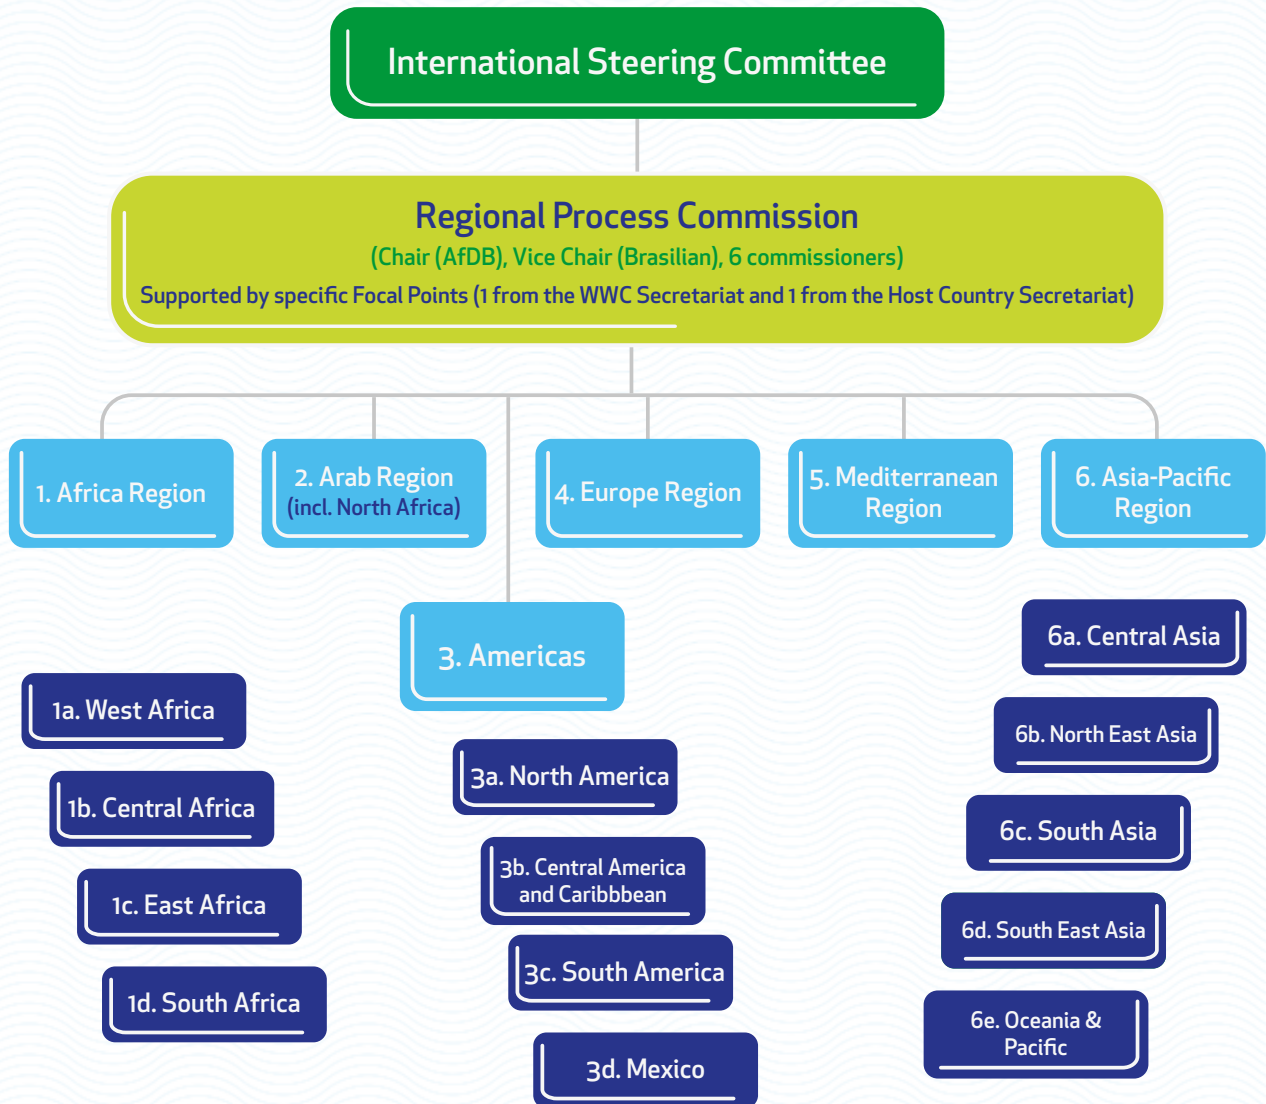 International Steering Committee
Regional Process Commission
(Chair (AfDB), Vice Chair (Brasilian), 6 commissioners)
Supported by specific Focal Points (1 from the WWC Secretariat and 1 from the Host Country Secretariat)
1. Africa Region
2. Arab Region
(incl. North Africa)
4. Europe Region
5. Mediterranean
Region
6. Asia-Pacific
Region
3. Americas
1a. West Africa
1b. Central Africa
1c. East Africa
1d. South Africa
3a. North America
3b. Central America
and Caribbbean
3c. South America
3d. Mexico
6a. Central Asia
6b. North East Asia
6c. South Asia
6d. South East Asia
6e. Oceania &
Pacific